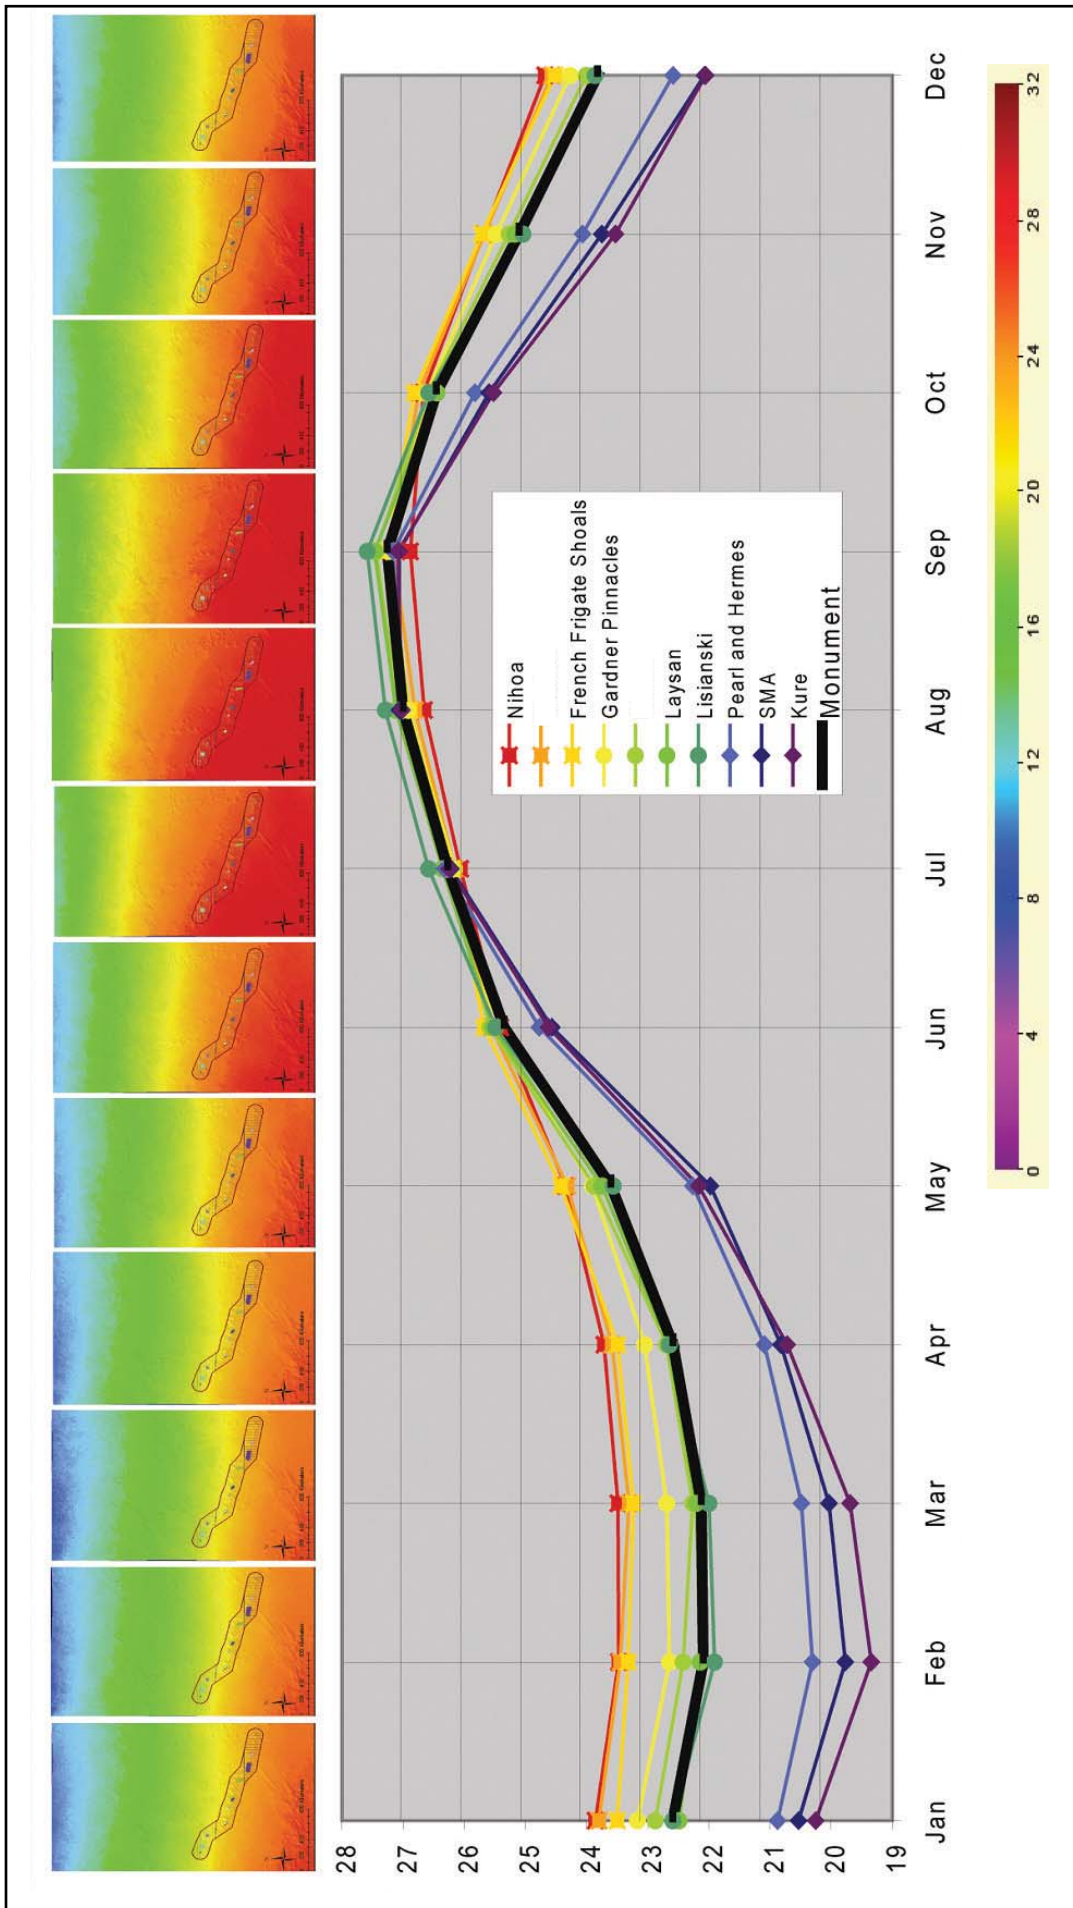 28
27
26
25
24
23
22
21
20
19
Jan
Feb
Mar
Apr
May
Jun
Jul
Aug
Sep
Oct
Nov
Dec
Nihoa
French Frigate Shoals
Gardner Pinnacles
Laysan
Lisianski
Pearl and Hermes
SMA
Kure
Monument
0
4
8
12
16
20
24
28
32